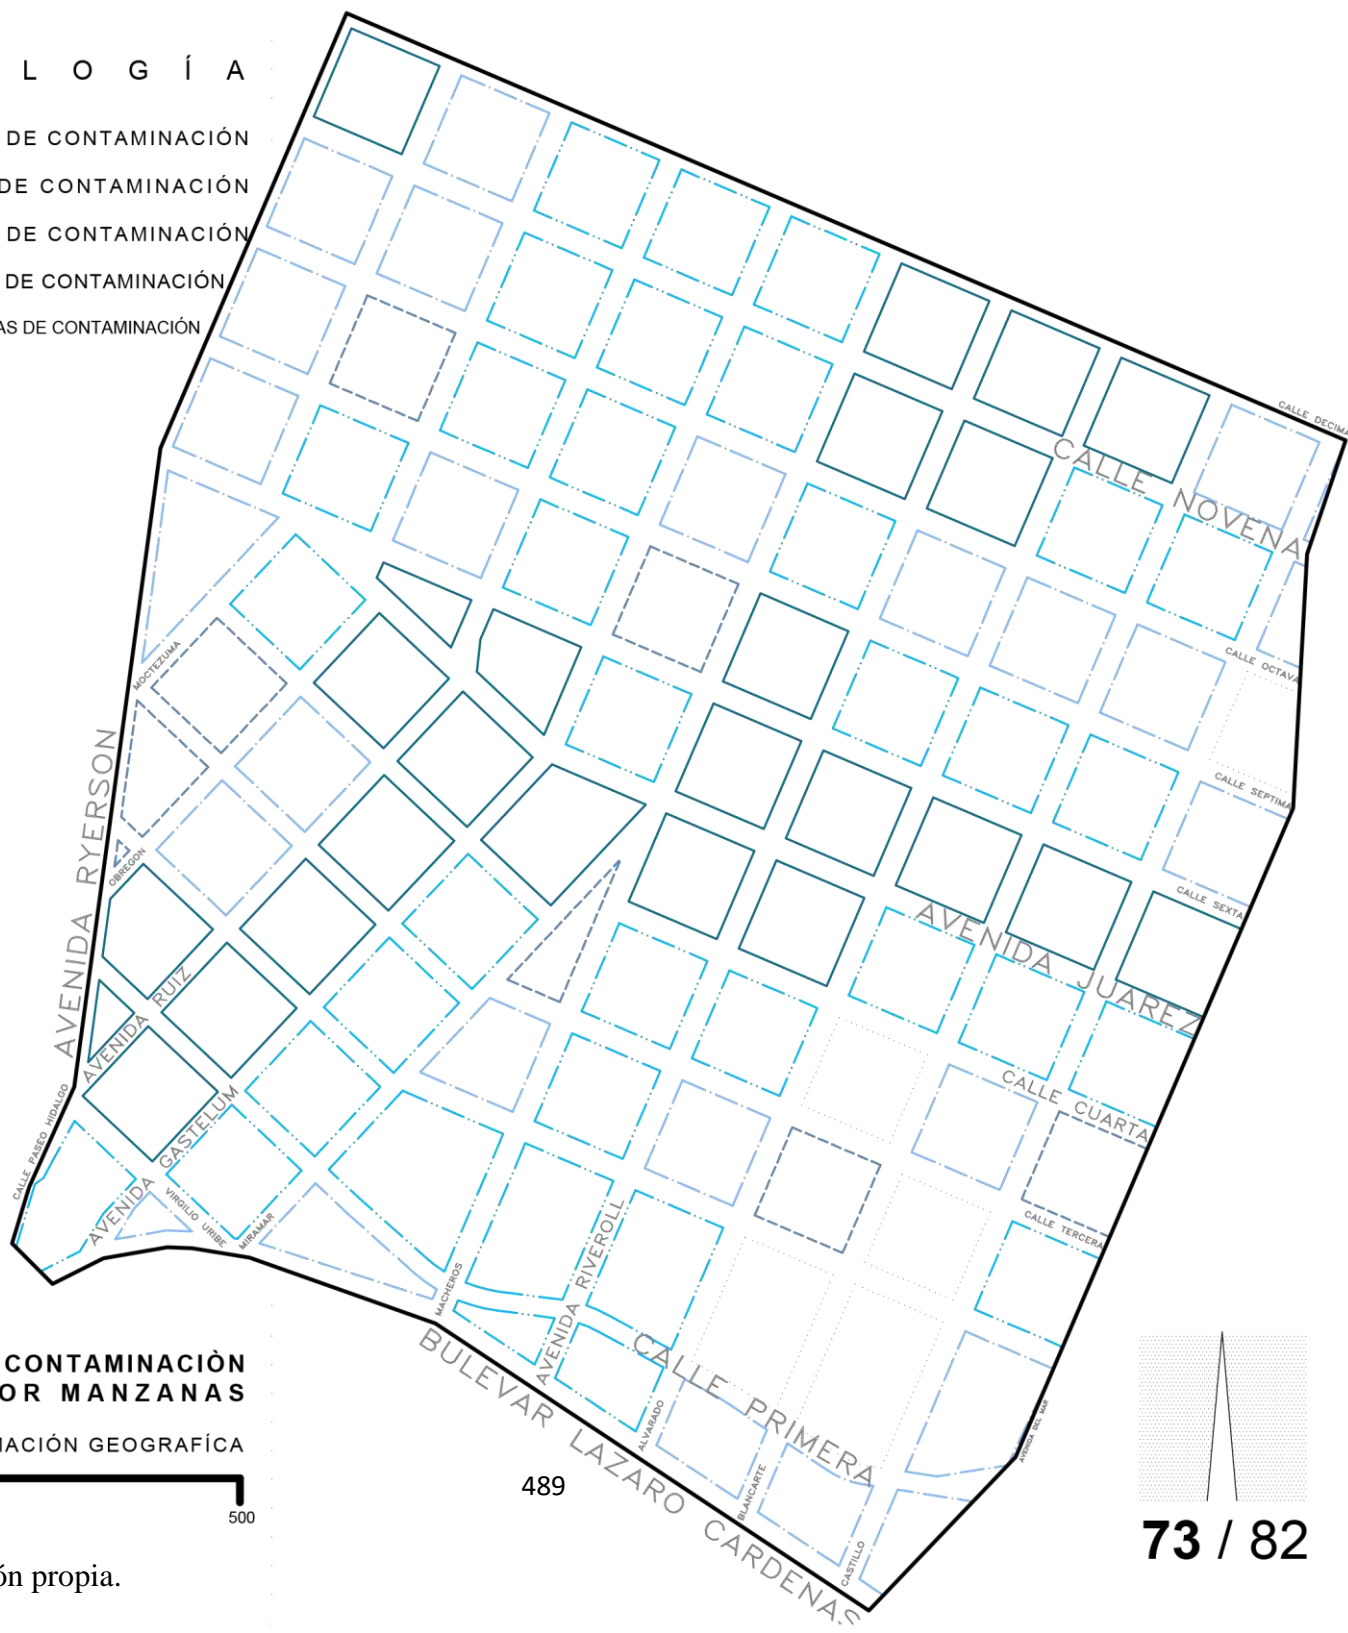 L O G Í A
DE CONTAMINACIÓN
DE CONTAMINACIÓN
DE CONTAMINACIÓN
DE CONTAMINACIÓN
AS DE CONTAMINACIÓN
CALLE DECIMA
CALLE NOVENA
CALLE OCTAVA
CALLE SEPTIMA
CALLE SEXTA
AVENIDA JUAREZ
CALLE CUARTA
CALLE TERCERA
MOCTEZUMA
AVENIDA RYERSON
OBREGON
AVENIDA RUIZ
CALLE PASEO HIDALGO
AVENIDA GASTELUM
VIRGILIO URIBE
MIRAMAR
MACHEROS
AVENIDA RIVEROLL
CALLE PRIMERA
ALVARADO
BLANCARTE
CASTILLO
AVENIDA DEL MAR
BULEVAR LAZARO CARDENAS
CONTAMINACIÒN
OR MANZANAS
MACIÓN GEOGRAFÍCA
500
489
73 / 82
ón propia.